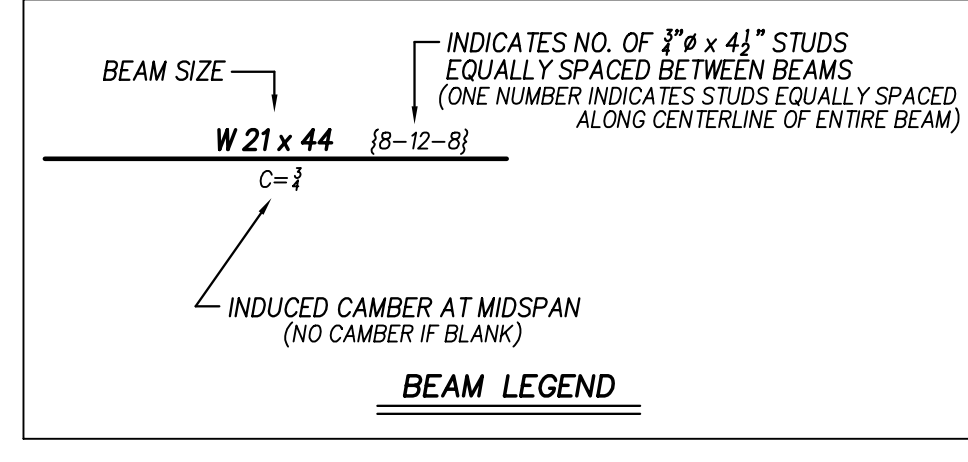 INDICATES NO. OF 3/4"ø x 4 1/2" STUDS
EQUALLY SPACED BETWEEN BEAMS
(ONE NUMBER INDICATES STUDS EQUALLY SPACED
ALONG CENTERLINE OF ENTIRE BEAM)
BEAM SIZE
W 21 x 44 {8-12-8}
C=3/4
INDUCED CAMBER AT MIDSPAN
(NO CAMBER IF BLANK)
BEAM LEGEND